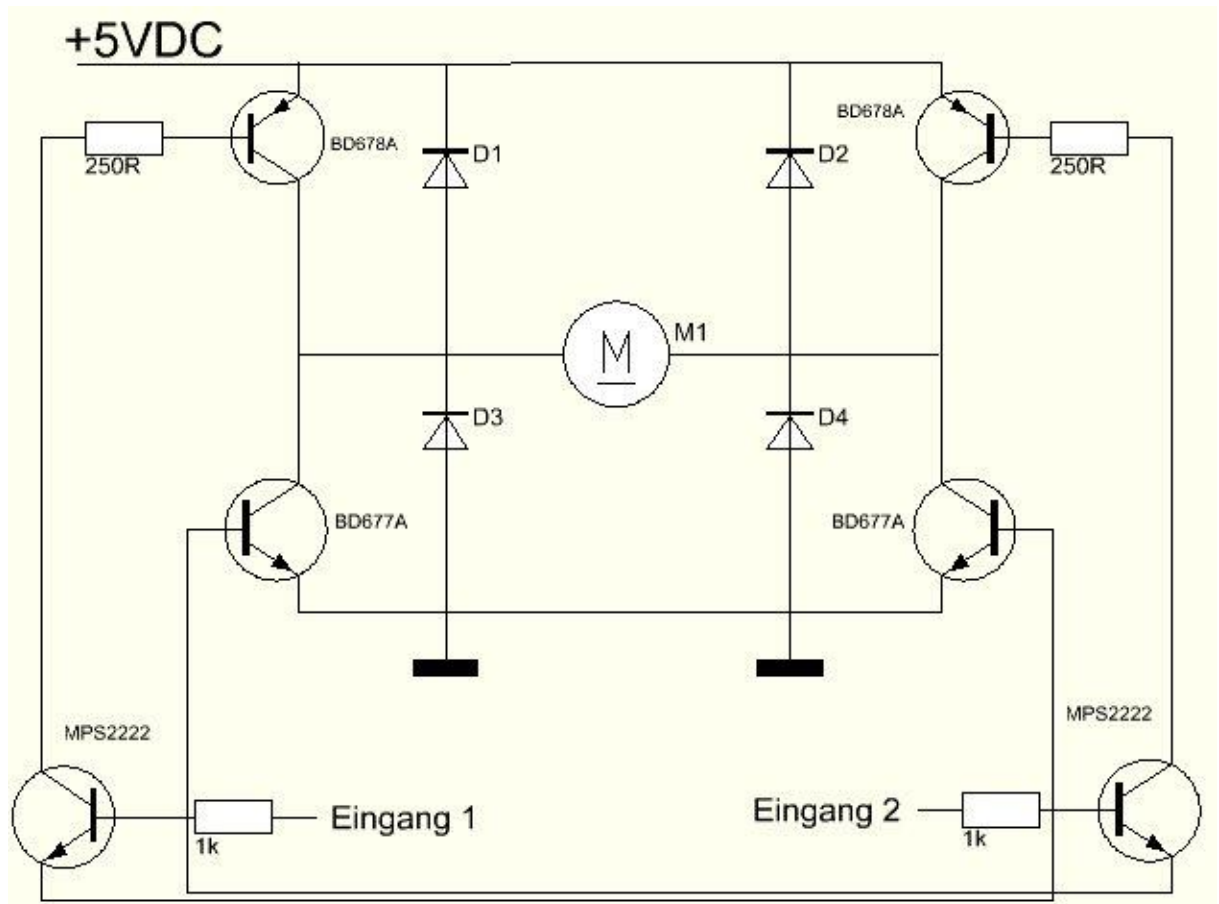 +5VDC
BD678A
BD678A
250R
D1
D2
250R
M1
M
D3
D4
BD677A
BD677A
MPS2222
MPS2222
Eingang 1
Eingang 2
1k
1k